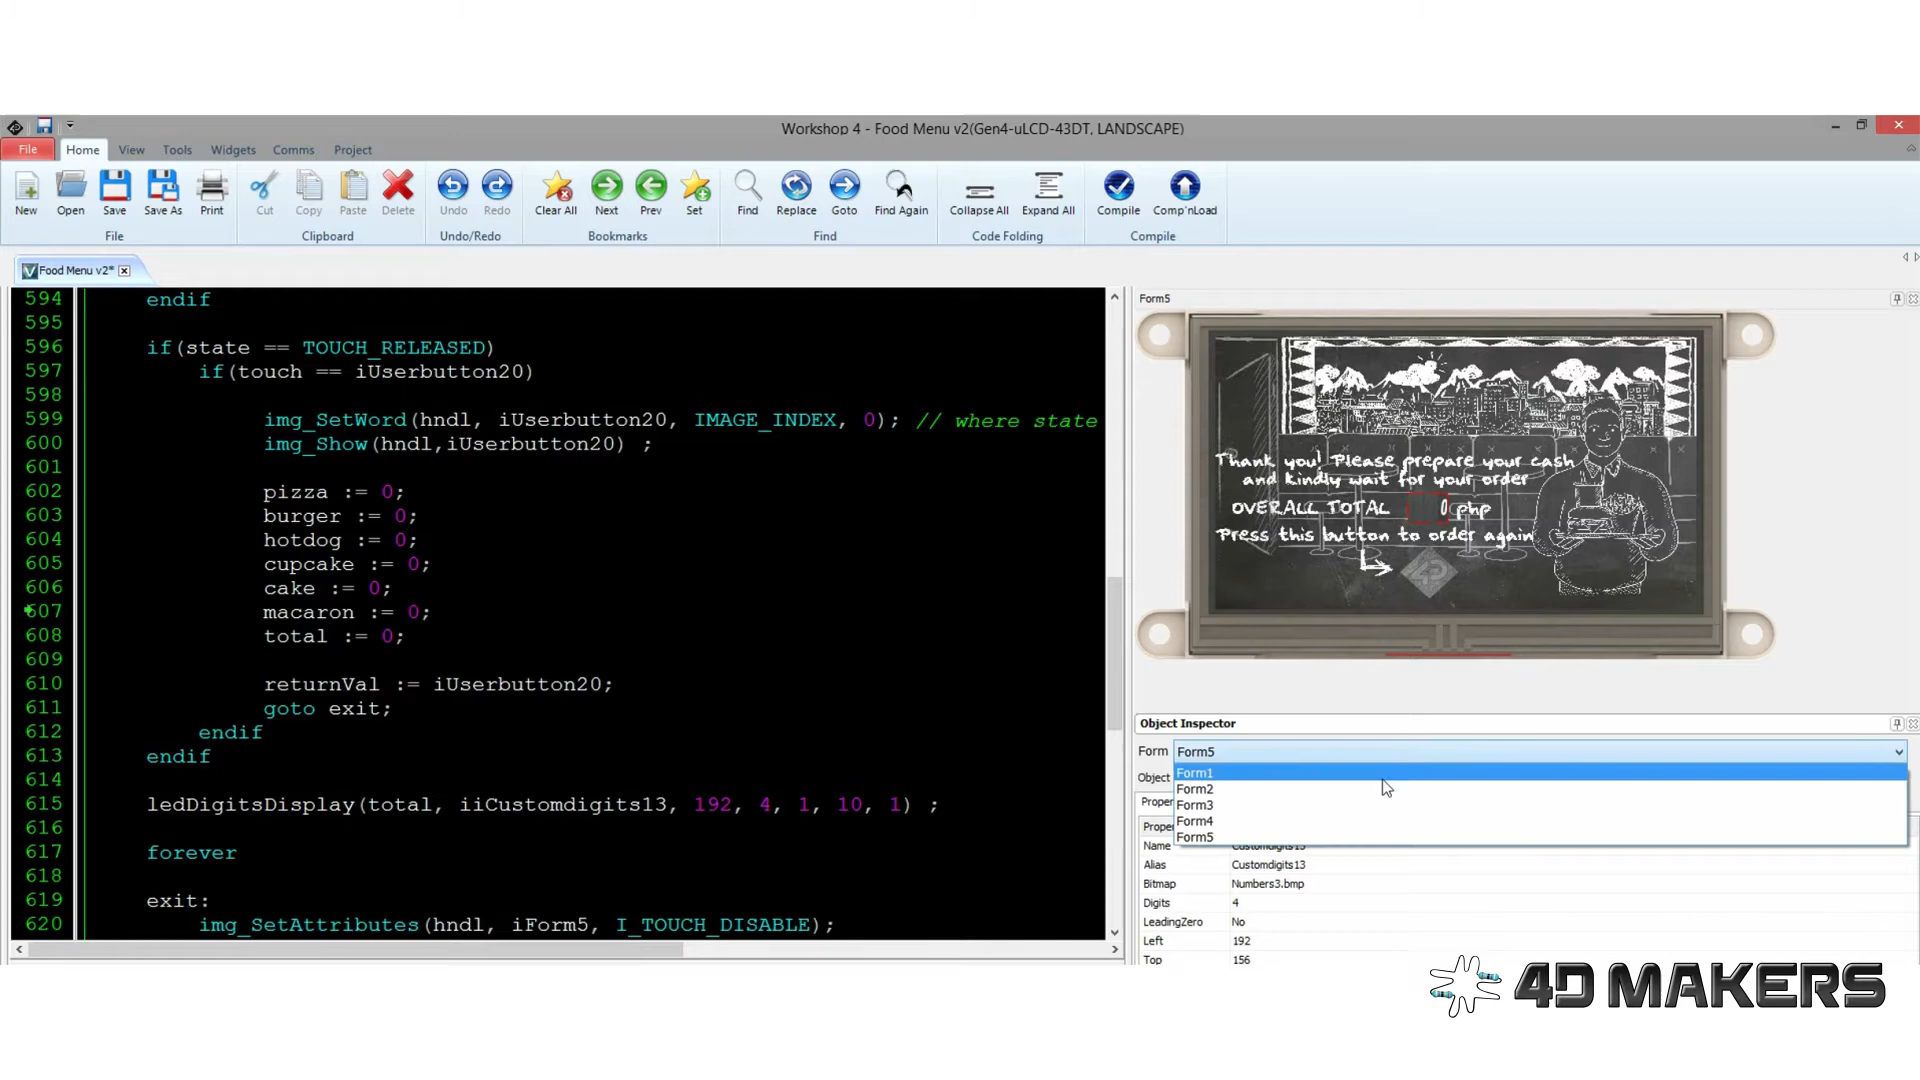 Workshop 4 - Food Menu v2(Gen4-uLCD-43DT, LANDSCAPE)
File Home View Tools Widgets Comms Project
New Open Save Save As Print Cut Copy Paste Delete Undo Redo Clear All Next Prev Set Find Replace Goto Find Again Collapse All Expand All Compile Comp'nLoad
File Clipboard Undo/Redo Bookmarks Find Code Folding Compile
Food Menu v2*
594 endif
595
596 if(state == TOUCH_RELEASED)
597 if(touch == iUserbutton20)
598
599 img_SetWord(hndl, iUserbutton20, IMAGE_INDEX, 0); // where state
600 img_Show(hndl,iUserbutton20) ;
601
602 pizza := 0;
603 burger := 0;
604 hotdog := 0;
605 cupcake := 0;
606 cake := 0;
607 macaron := 0;
608 total := 0;
609
610 returnVal := iUserbutton20;
611 goto exit;
612 endif
613 endif
614
615 ledDigitsDisplay(total, iiCustomdigits13, 192, 4, 1, 10, 1) ;
616
617 forever
618
619 exit:
620 img_SetAttributes(hndl, iForm5, I_TOUCH_DISABLE);
Form5
Thank you! Please prepare your cash
and kindly wait for your order
OVERALL TOTAL 0 php
Press this button to order again
4D
Object Inspector
Form Form5
Object
Form1
Form2
Form3
Form4
Form5
Proper
Proper
Name Customdigits13
Alias Customdigits13
Bitmap Numbers3.bmp
Digits 4
LeadingZero No
Left 192
Top 156
4D MAKERS